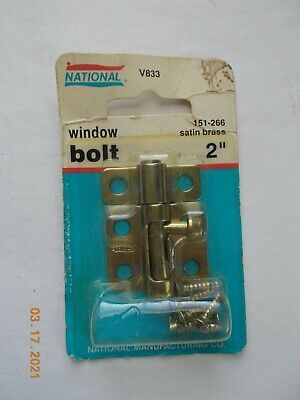 NATIONAL
V833
window
151-266
satin brass
bolt
2"
NATIONAL MANUFACTURING CO
03.17.2021